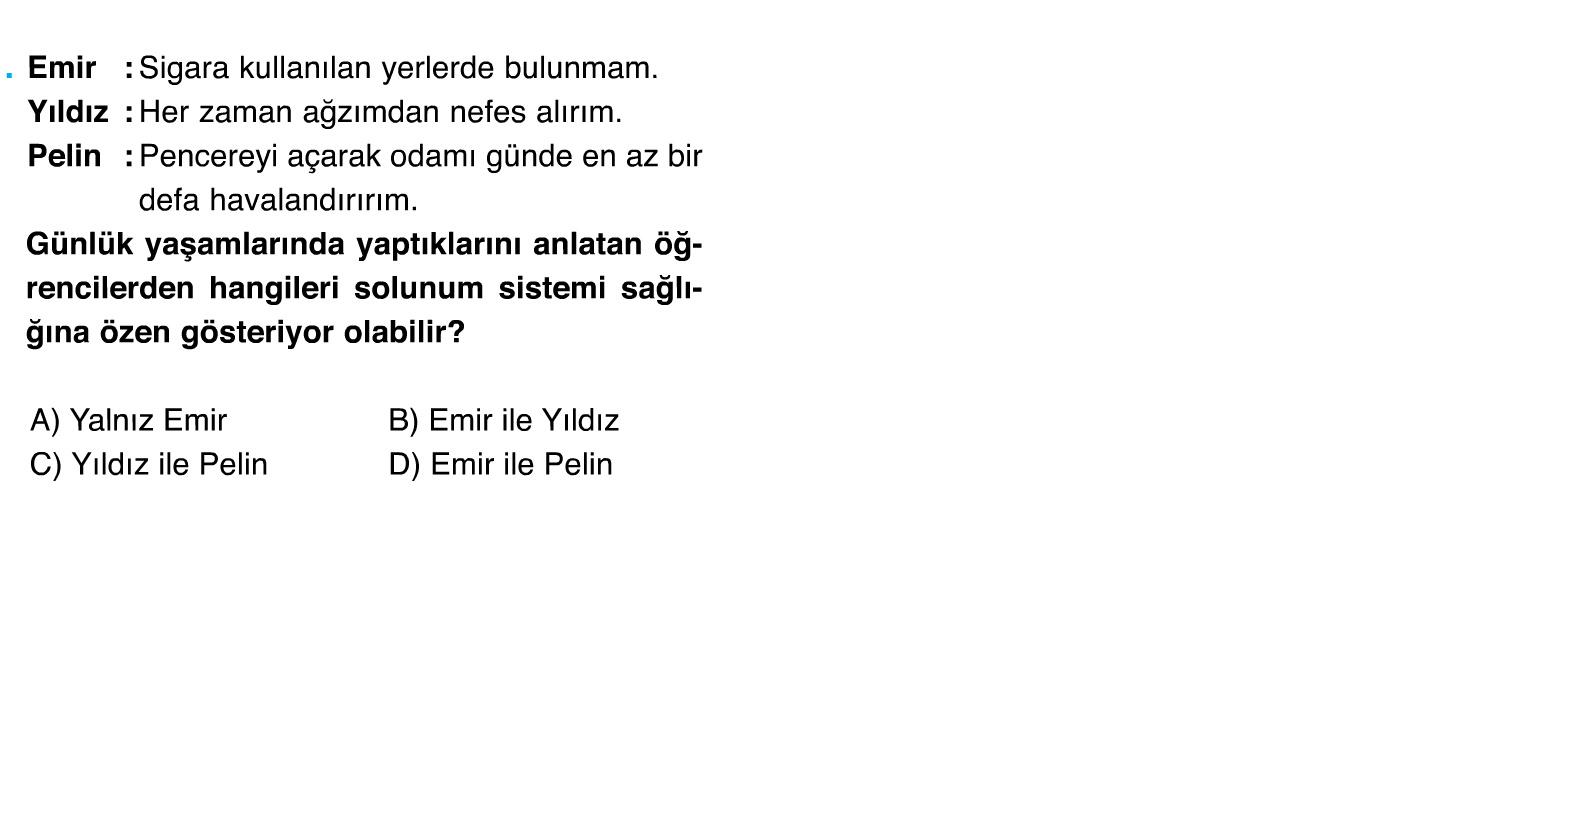 . Emir : Sigara kullanılan yerlerde bulunmam.
Yıldız : Her zaman ağzımdan nefes alırım.
Pelin : Pencereyi açarak odamı günde en az bir
defa havalandırırım.
Günlük yaşamlarında yaptıklarını anlatan öğ-
rencilerden hangileri solunum sistemi sağlı-
ğına özen gösteriyor olabilir?
A) Yalnız Emir B) Emir ile Yıldız
C) Yıldız ile Pelin D) Emir ile Pelin